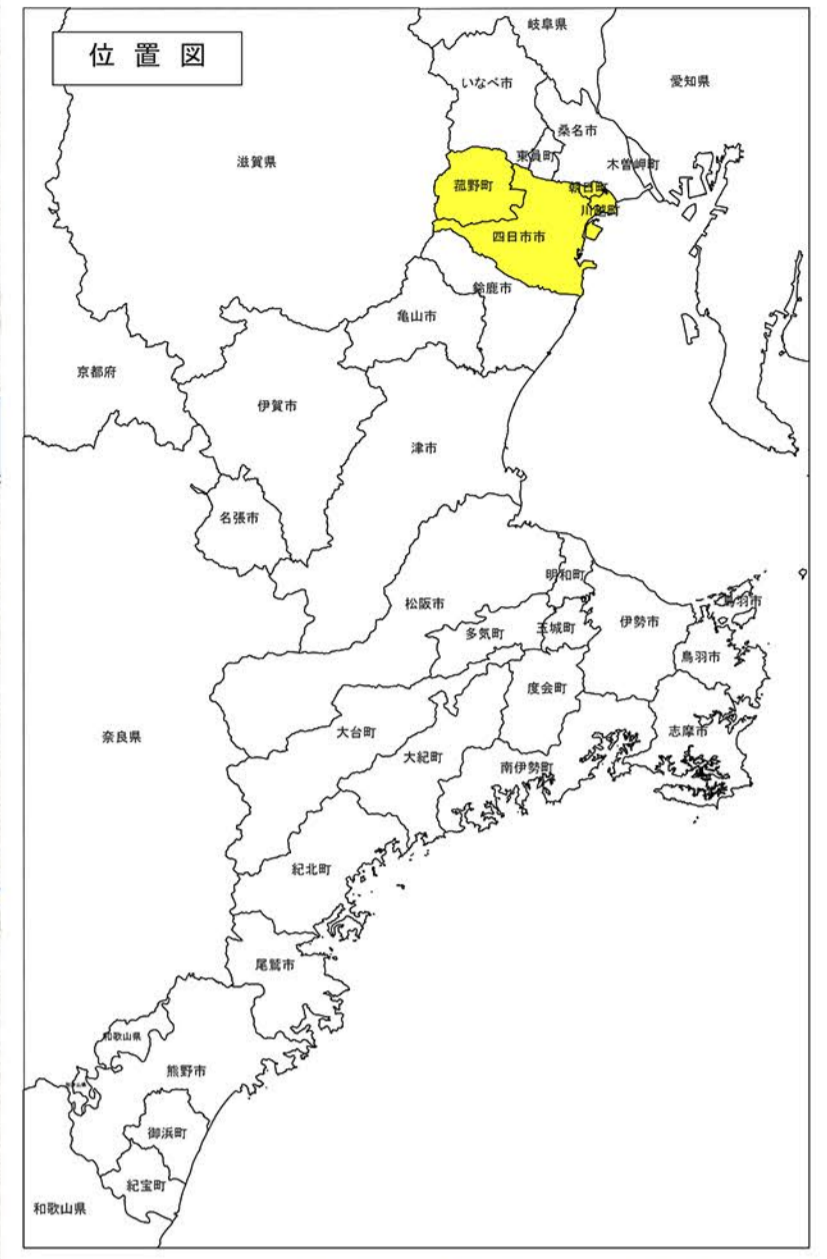 位置図
岐阜県
いなべ市
愛知県
桑名市
東員町
木曽岬町
滋賀県
菰野町
朝日町
川越町
四日市市
鈴鹿市
亀山市
京都府
伊賀市
津市
名張市
明和町
鳥羽市
松阪市
伊勢市
多気町
玉城町
鳥羽市
度会町
大台町
志摩市
奈良県
大紀町
南伊勢町
紀北町
尾鷲市
和歌山県
熊野市
御浜町
紀宝町
和歌山県